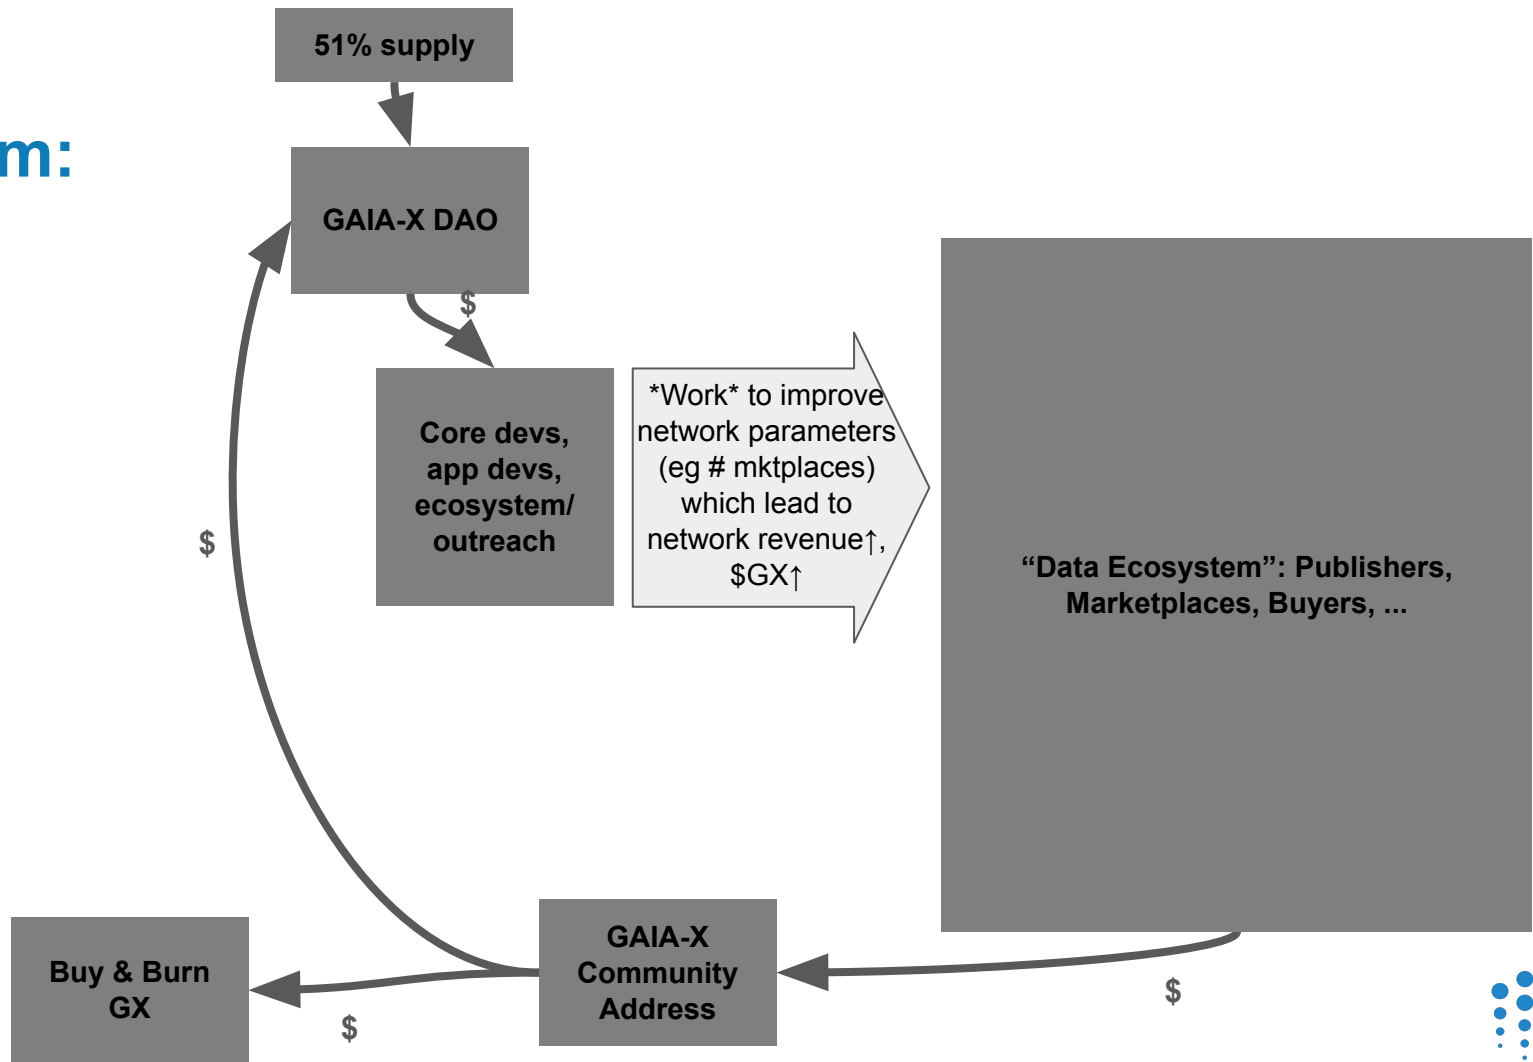 51% supply
m:
GAIA-X DAO
$
Core devs,
app devs,
ecosystem/
outreach
*Work* to improve
network parameters
(eg # mktplaces)
which lead to
network revenue↑,
$GX↑
“Data Ecosystem”: Publishers,
Marketplaces, Buyers, ...
$
GAIA-X
Community
Address
Buy & Burn
GX
$
$